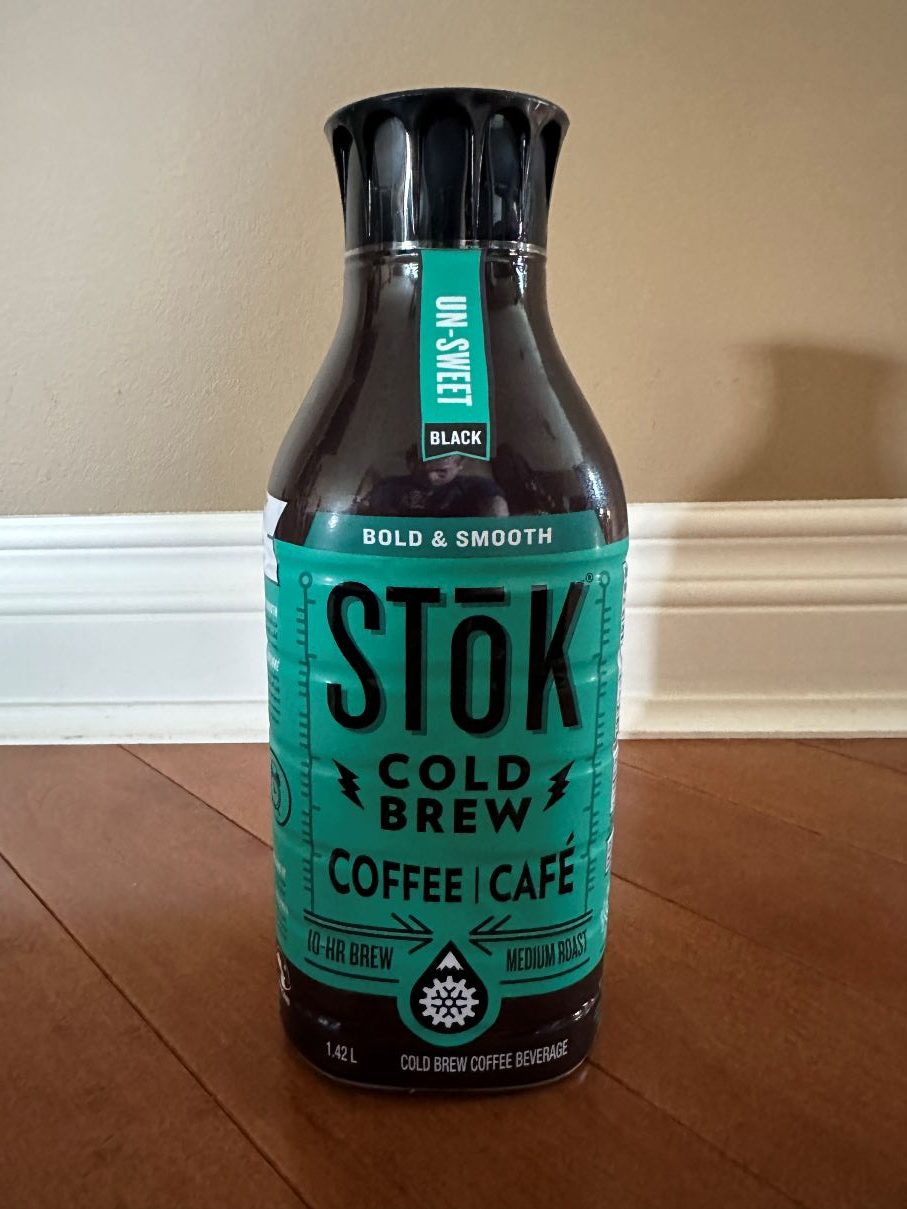 UN-SWEET
BLACK
BOLD & SMOOTH
STōK®
COLD
BREW
COFFEE | CAFÉ
10-HR BREW
MEDIUM ROAST
1.42 L
COLD BREW COFFEE BEVERAGE